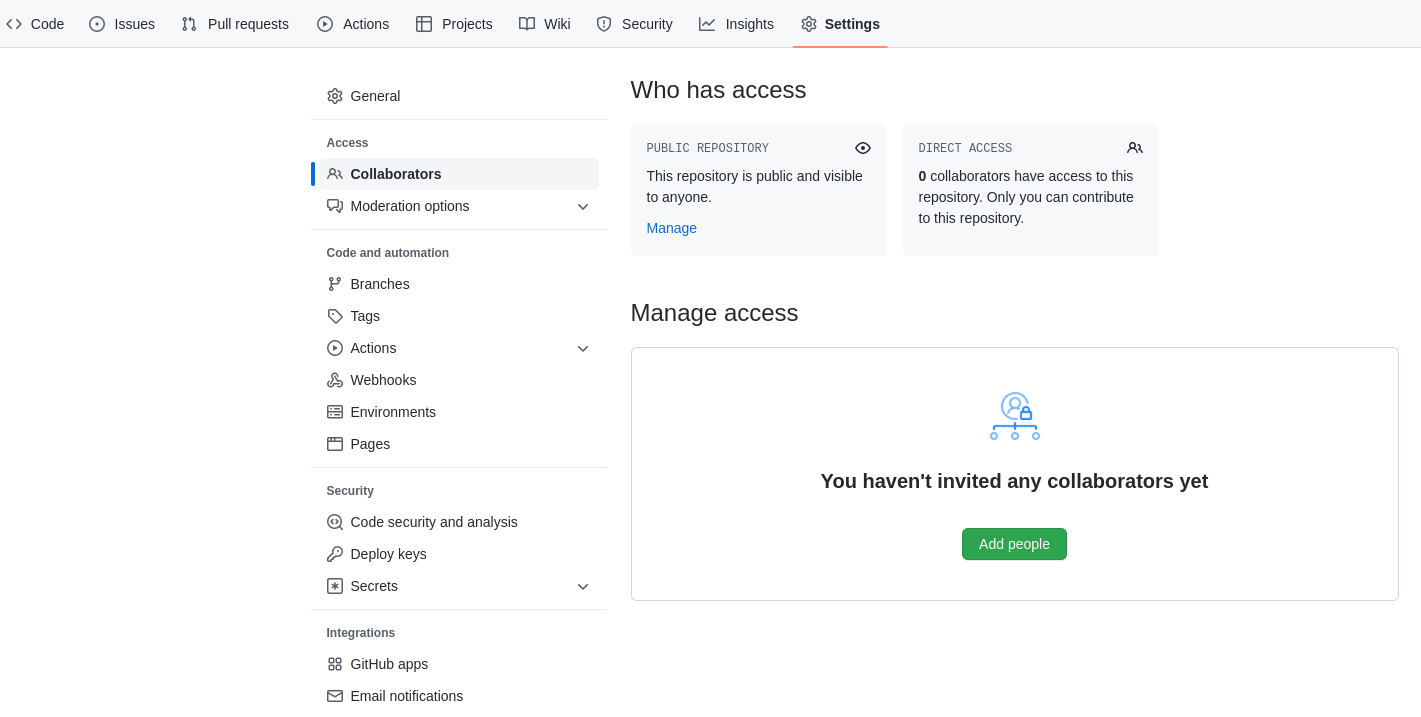 Code Issues Pull requests Actions Projects Wiki Security Insights Settings
General
Access
Collaborators
Moderation options
Code and automation
Branches
Tags
Actions
Webhooks
Environments
Pages
Security
Code security and analysis
Deploy keys
Secrets
Integrations
GitHub apps
Email notifications
Who has access
PUBLIC REPOSITORY
This repository is public and visible
to anyone.
Manage
DIRECT ACCESS
0 collaborators have access to this
repository. Only you can contribute
to this repository.
Manage access
You haven't invited any collaborators yet
Add people